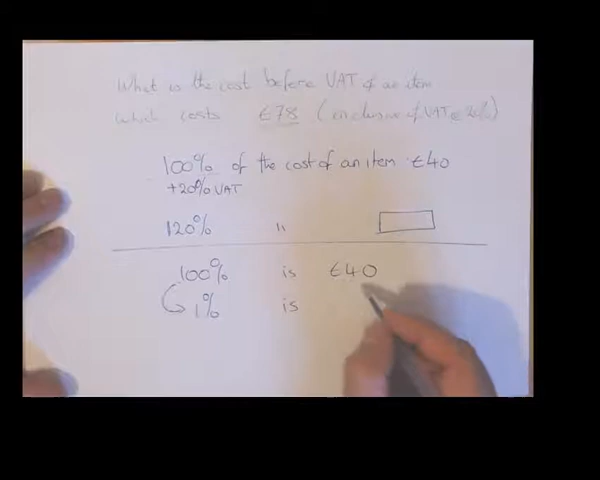 What is the cost before VAT of an item
which costs €78 (inclusive of VAT @ 20%)
100% of the cost of an item €40
+20% VAT
120% "
100% is €40
1% is